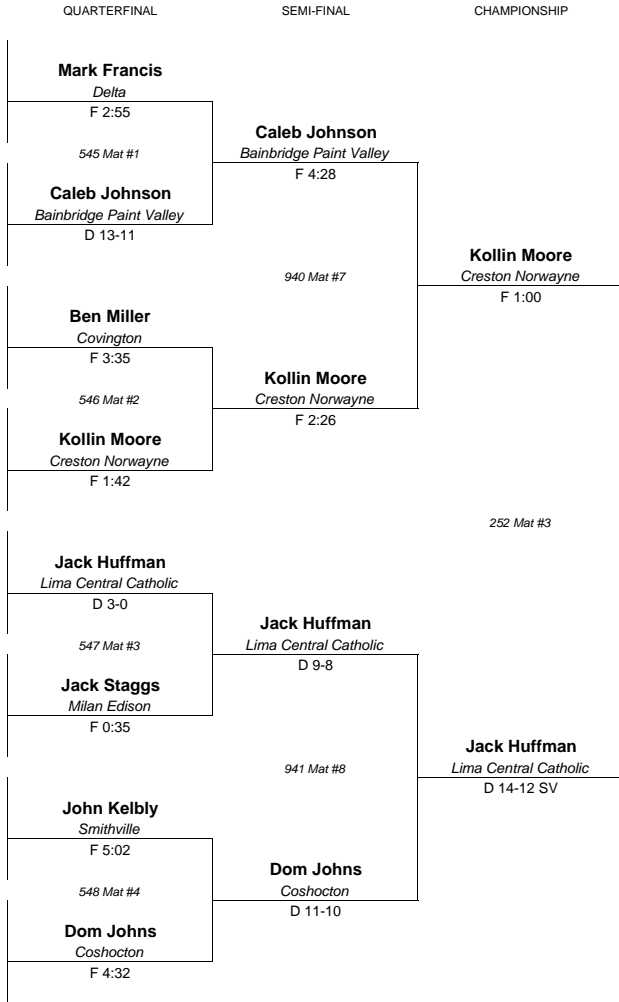 QUARTERFINAL
SEMI-FINAL
CHAMPIONSHIP
Mark Francis
Delta
F 2:55
545 Mat #1
Caleb Johnson
Bainbridge Paint Valley
D 13-11
Ben Miller
Covington
F 3:35
546 Mat #2
Kollin Moore
Creston Norwayne
F 1:42
Jack Huffman
Lima Central Catholic
D 3-0
547 Mat #3
Jack Staggs
Milan Edison
F 0:35
John Kelbly
Smithville
F 5:02
548 Mat #4
Dom Johns
Coshocton
F 4:32
Caleb Johnson
Bainbridge Paint Valley
F 4:28
940 Mat #7
Kollin Moore
Creston Norwayne
F 2:26
Jack Huffman
Lima Central Catholic
D 9-8
941 Mat #8
Dom Johns
Coshocton
D 11-10
Kollin Moore
Creston Norwayne
F 1:00
252 Mat #3
Jack Huffman
Lima Central Catholic
D 14-12 SV